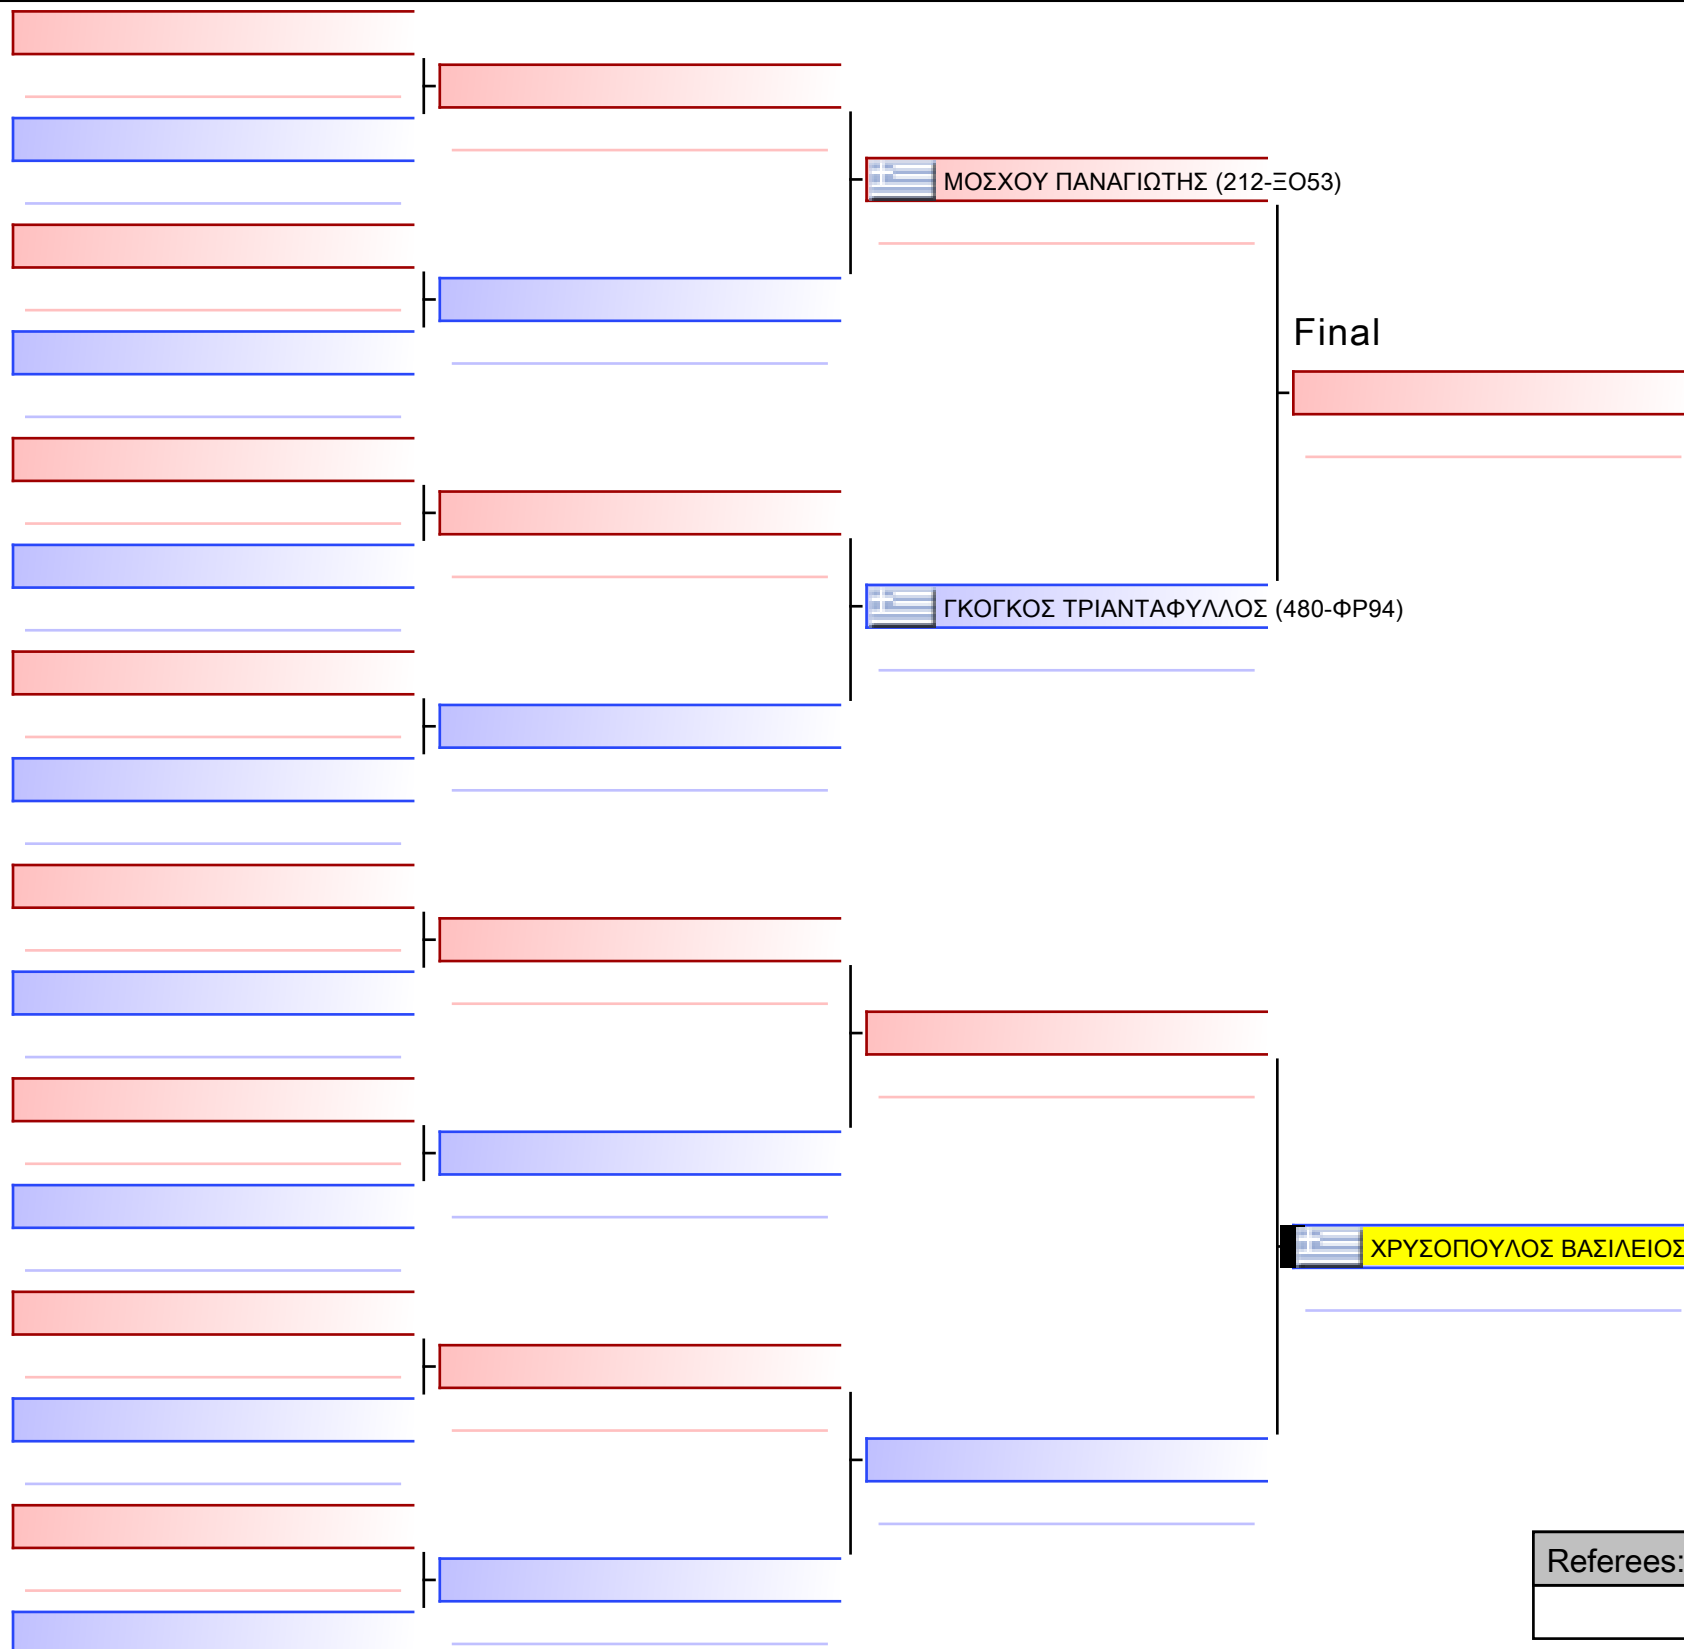 ΜΟΣΧΟΥ ΠΑΝΑΓΙΩΤΗΣ (212-ΞΟ53)
Final
ΓΚΟΓΚΟΣ ΤΡΙΑΝΤΑΦΥΛΛΟΣ (480-ΦΡ94)
ΧΡΥΣΟΠΟΥΛΟΣ ΒΑΣΙΛΕΙΟΣ
Referees: